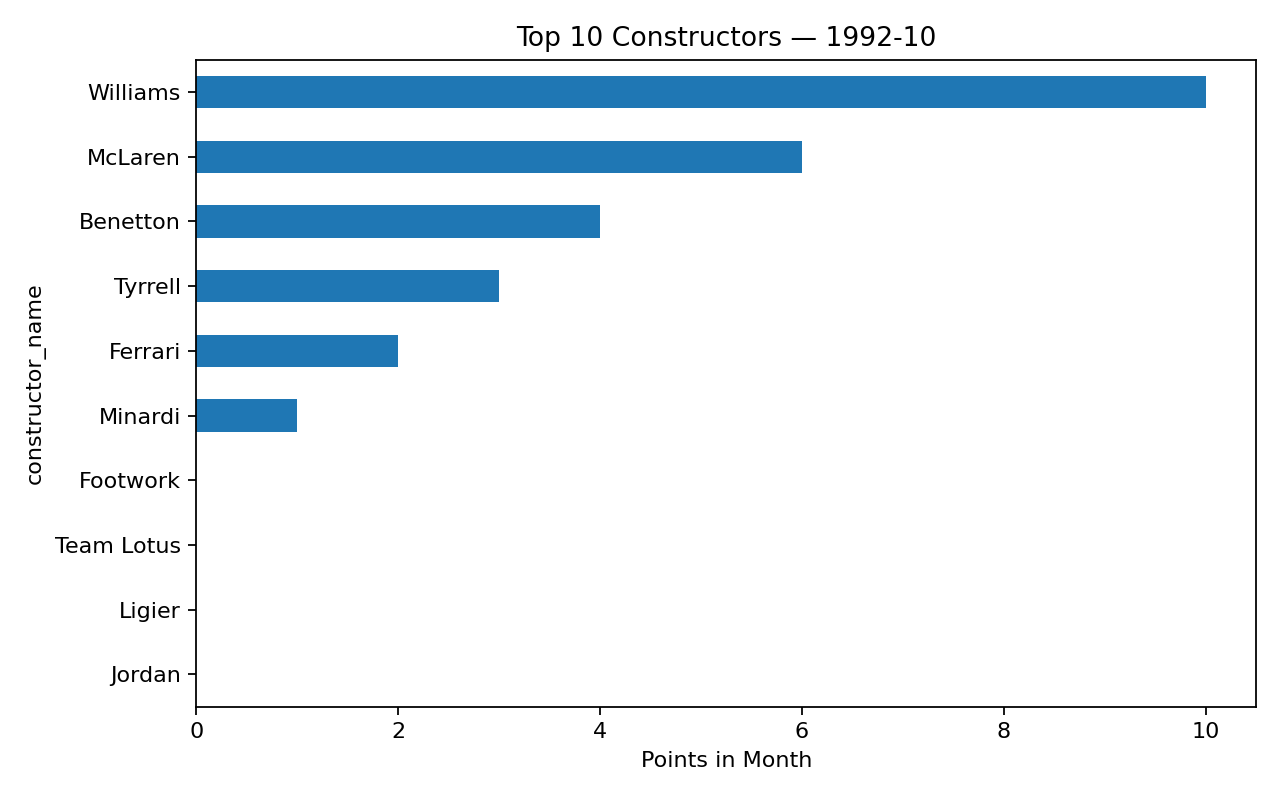 Top 10 Constructors — 1992-10
constructor_name
Williams
McLaren
Benetton
Tyrrell
Ferrari
Minardi
Footwork
Team Lotus
Ligier
Jordan
0 2 4 6 8 10
Points in Month